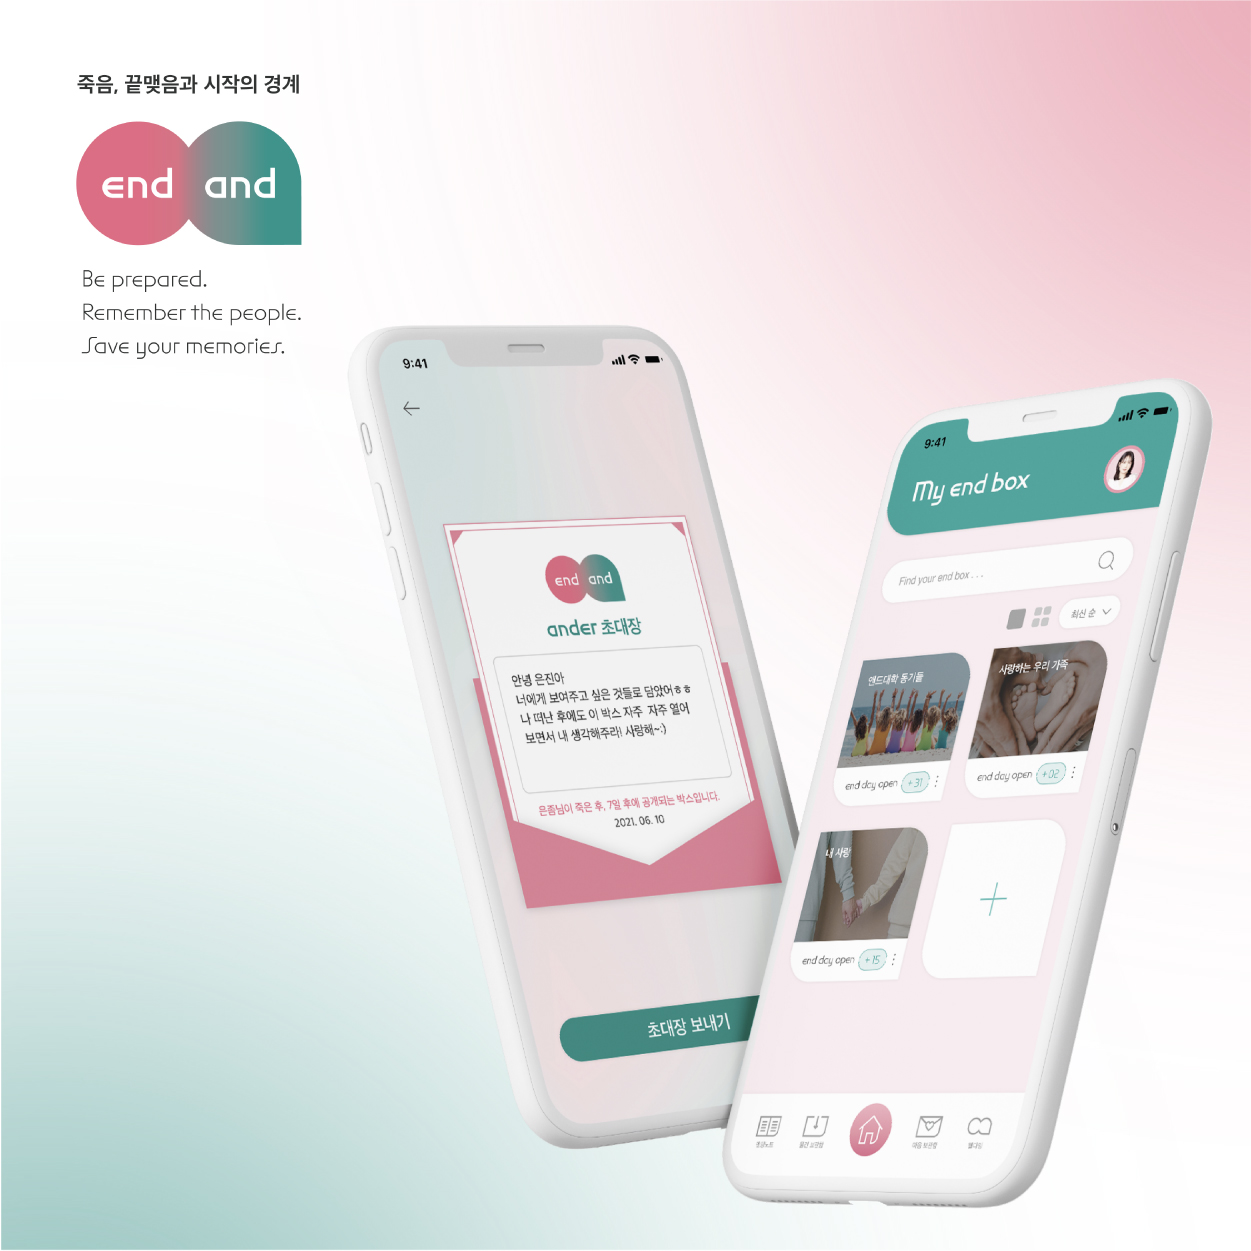 죽음, 끝맺음과 시작의 경계
end and
Be prepared.
Remember the people.
Save your memories.
9:41
end and
ander 초대장
안녕 은진아
너에게 보여주고 싶은 것들로 담았어ㅎㅎ
나 떠난 후에도 이 박스 자주 자주 열어
보면서 내 생각해주라! 사랑해~:)
은좀님이 죽은 후, 7일 후에 공개되는 박스입니다.
2021. 06. 10
초대장 보내기
9:41
My end box
Find your end box . . .
최신 순
앤드대학 동기들
end day open +31
사랑하는 우리 가족
end day open +02
내 사랑
end day open +15